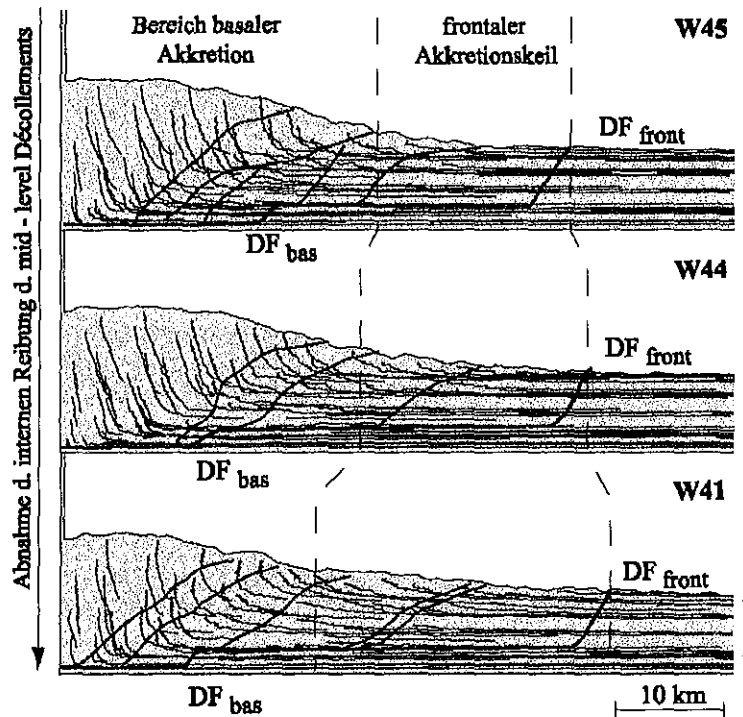 Bereich basaler
Akkretion
frontaler
Akkretionskeil
W45
DF front
DF bas
W44
DF front
DF bas
W41
DF front
DF bas
10 km
Abnahme d. internen Reibung d. mid - level Décollements